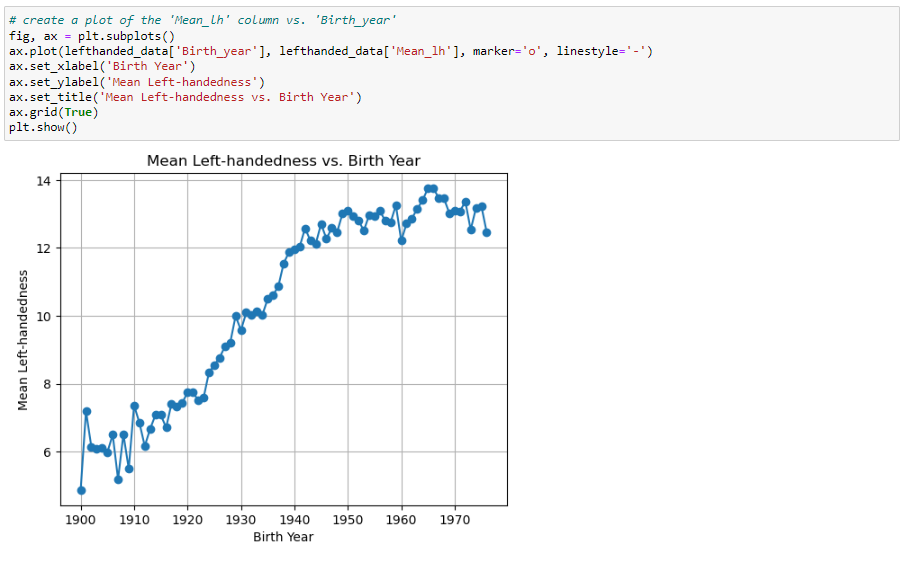 # create a plot of the 'Mean_lh' column vs. 'Birth_year'
fig, ax = plt.subplots()
ax.plot(lefthanded_data['Birth_year'], lefthanded_data['Mean_lh'], marker='o', linestyle='-')
ax.set_xlabel('Birth Year')
ax.set_ylabel('Mean Left-handedness')
ax.set_title('Mean Left-handedness vs. Birth Year')
ax.grid(True)
plt.show()
Mean Left-handedness vs. Birth Year
14
12
10
8
6
Mean Left-handedness
1900 1910 1920 1930 1940 1950 1960 1970
Birth Year